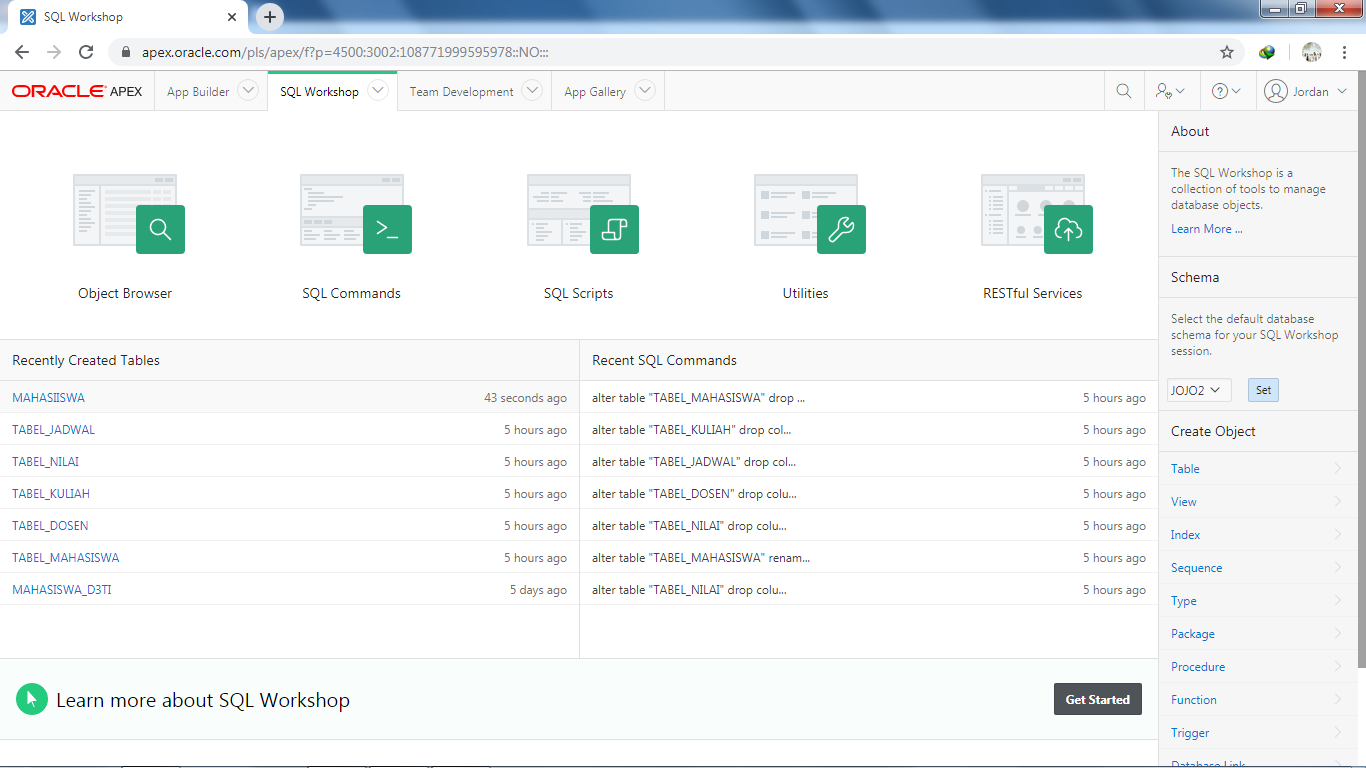 SQL Workshop
apex.oracle.com/pls/apex/f?p=4500:3002:108771999595978::NO:::
ORACLE APEX
App Builder
SQL Workshop
Team Development
App Gallery
Jordan
Object Browser
SQL Commands
SQL Scripts
Utilities
RESTful Services
Recently Created Tables
MAHASIISWA 43 seconds ago
TABEL_JADWAL 5 hours ago
TABEL_NILAI 5 hours ago
TABEL_KULIAH 5 hours ago
TABEL_DOSEN 5 hours ago
TABEL_MAHASISWA 5 hours ago
MAHASISWA_D3TI 5 days ago
Recent SQL Commands
alter table "TABEL_MAHASISWA" drop ... 5 hours ago
alter table "TABEL_KULIAH" drop col... 5 hours ago
alter table "TABEL_JADWAL" drop col... 5 hours ago
alter table "TABEL_DOSEN" drop colu... 5 hours ago
alter table "TABEL_NILAI" drop colu... 5 hours ago
alter table "TABEL_MAHASISWA" renam... 5 hours ago
alter table "TABEL_NILAI" drop colu... 5 hours ago
Learn more about SQL Workshop
Get Started
About
The SQL Workshop is a
collection of tools to manage
database objects.
Learn More ...
Schema
Select the default database
schema for your SQL Workshop
session.
JOJO2
Set
Create Object
Table
View
Index
Sequence
Type
Package
Procedure
Function
Trigger
Database Link